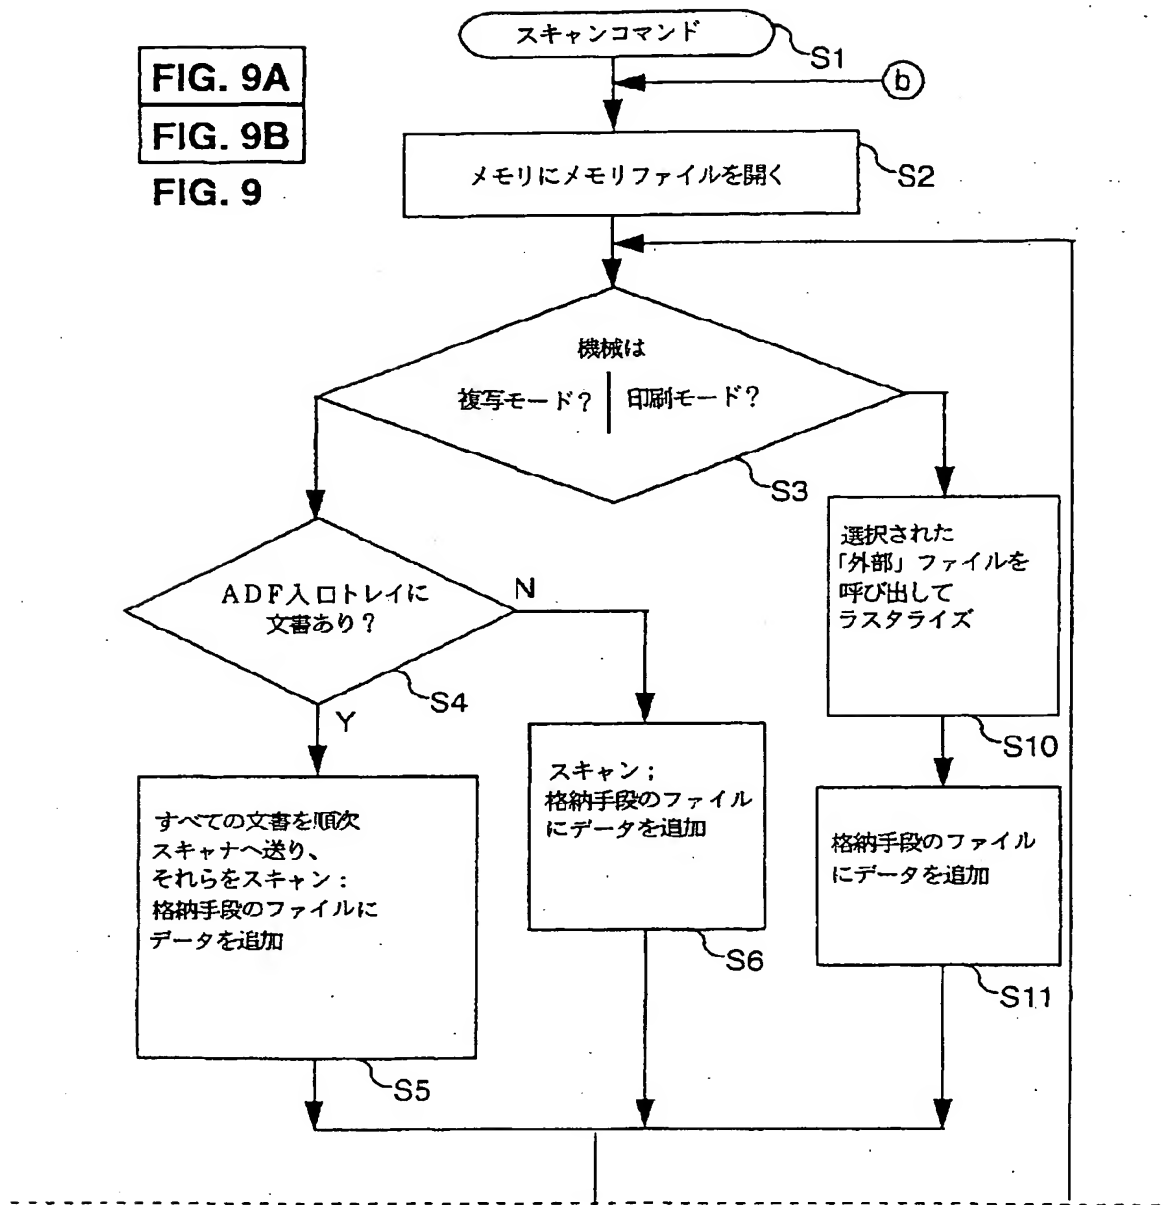 スキャンコマンド
S1
b
FIG. 9A
FIG. 9B
FIG. 9
メモリにメモリファイルを開く
S2
機械は
複写モード? | 印刷モード?
S3
ADF入口トレイに
文書あり?
N
S4
Y
選択された
「外部」ファイルを
呼び出して
ラスタライズ
S10
すべての文書を順次
スキャナへ送り、
それらをスキャン:
格納手段のファイルに
データを追加
S5
スキャン;
格納手段のファイル
にデータを追加
S6
格納手段のファイル
にデータを追加
S11